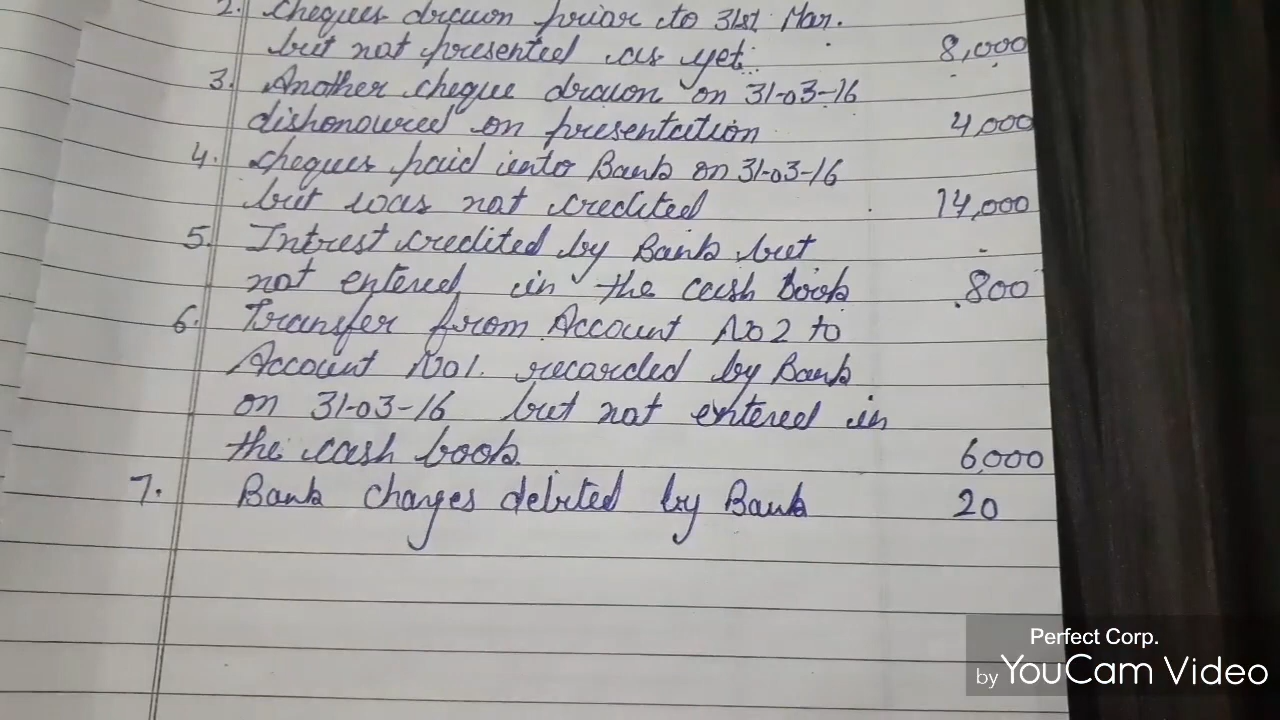 2. Cheques drawn prior to 31st Mar.
but not presented as yet. 8,000
3. Another cheque drawn on 31-03-16
dishonoured on presentation 4,000
4. Cheques paid into Bank on 31-03-16
but was not credited 14,000
5. Intrest credited by Bank but
not entered in the cash book 800
6. Transfer from Account No 2 to
Account No 1. recorded by Bank
on 31-03-16 but not entered in
the cash book. 6,000
7. Bank charges debited by Bank 20
Perfect Corp.
by YouCam Video